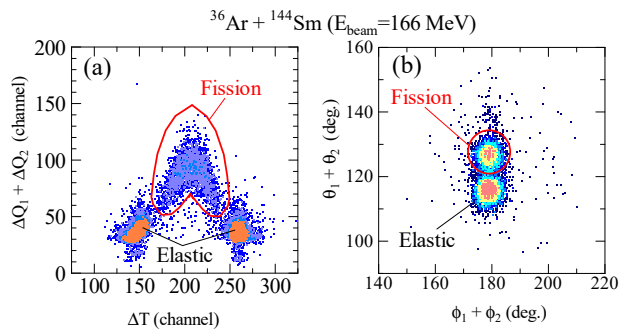 ³⁶Ar + ¹⁴⁴Sm (E_beam=166 MeV)
(a)
Fission
Elastic
ΔQ₁ + ΔQ₂ (channel)
200
150
100
50
0
100 150 200 250 300
ΔT (channel)
(b)
Fission
Elastic
θ₁ + θ₂ (deg.)
160
140
120
100
140 160 180 200 220
ϕ₁ + ϕ₂ (deg.)